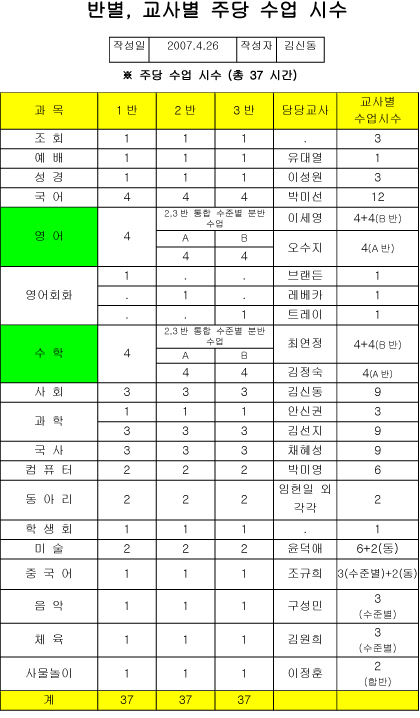 반별, 교사별 주당 수업 시수
작성일 2007.4.26 작성자 김신동
※ 주당 수업 시수 (총 37 시간)
과 목 1 반 2 반 3 반 담당교사 교사별 수업시수
조 회 1 1 1 . 3
예 배 1 1 1 유대열 1
성 경 1 1 1 이성원 3
국 어 4 4 4 박미선 12
영 어 4 2,3반 통합 수준별 분반 수업 이세영 4+4(B반)
A B 오수지 4(A반)
4 4
영어회화 1 . . 브랜든 1
. 1 . 레베카 1
. . 1 트레이 1
수 학 4 2,3반 통합 수준별 분반 수업 최연정 4+4(B반)
A B
4 4 김정숙 4(A반)
사 회 3 3 3 김신동 9
과 학 1 1 1 안신권 3
3 3 3 김선지 9
국 사 3 3 3 채혜성 9
컴 퓨 터 2 2 2 박미영 6
동 아 리 2 2 2 임헌일 외 각각 2
학 생 회 1 1 1 . 1
미 술 2 2 2 윤덕애 6+2(동)
중 국 어 1 1 1 조규희 3(수준별)+2(동)
음 악 1 1 1 구성민 3 (수준별)
체 육 1 1 1 김원희 3 (수준별)
사물놀이 1 1 1 이정훈 2 (합반)
계 37 37 37